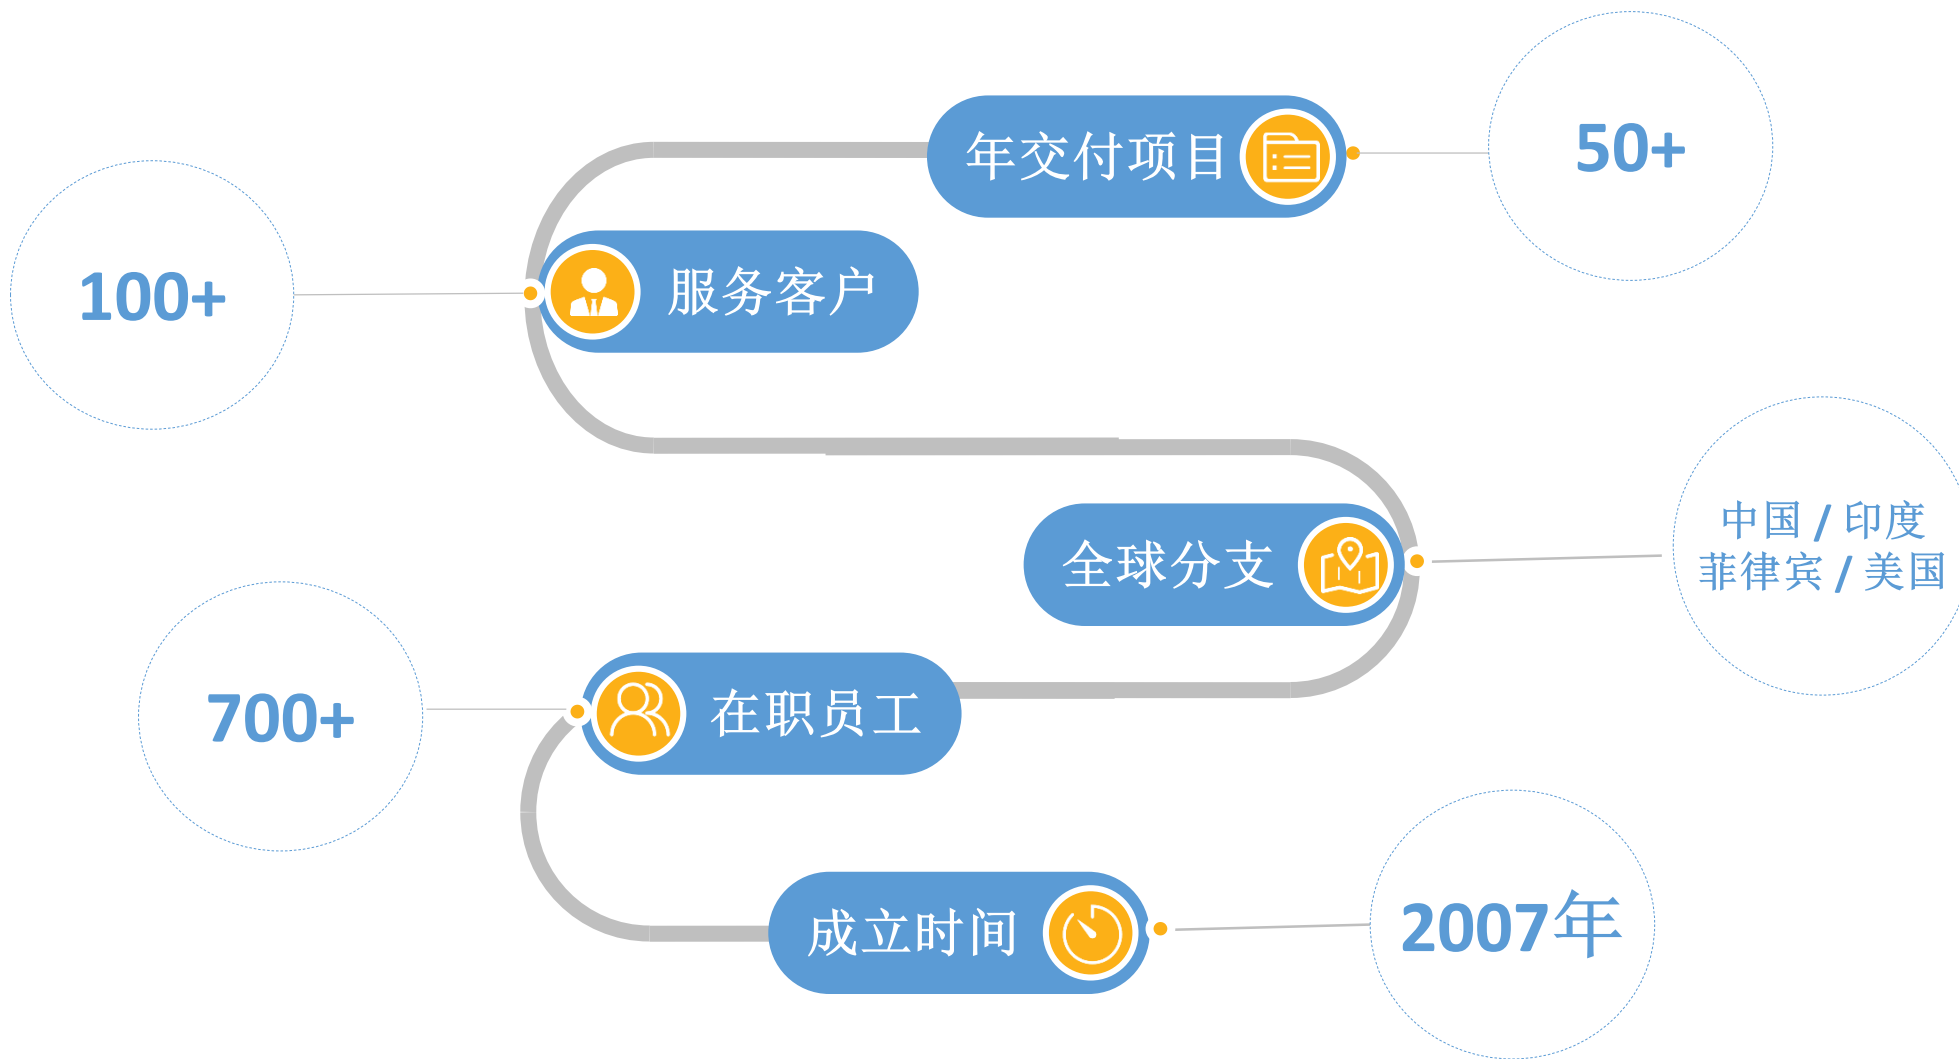 年交付项目
50+
100+
服务客户
全球分支
中国 / 印度
菲律宾 / 美国
700+
在职员工
成立时间
2007年